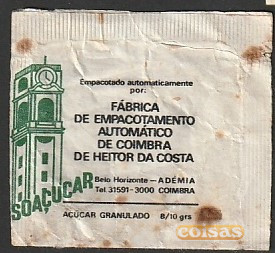 Empacotado automaticamente
por:
FÁBRICA
DE EMPACOTAMENTO
AUTOMÁTICO
DE COIMBRA
DE HEITOR DA COSTA
SOAÇUCAR
Belo Horizonte — ADÉMIA
Tel 31591-3000 COIMBRA
AÇÚCAR GRANULADO 8/10 grs
coisas